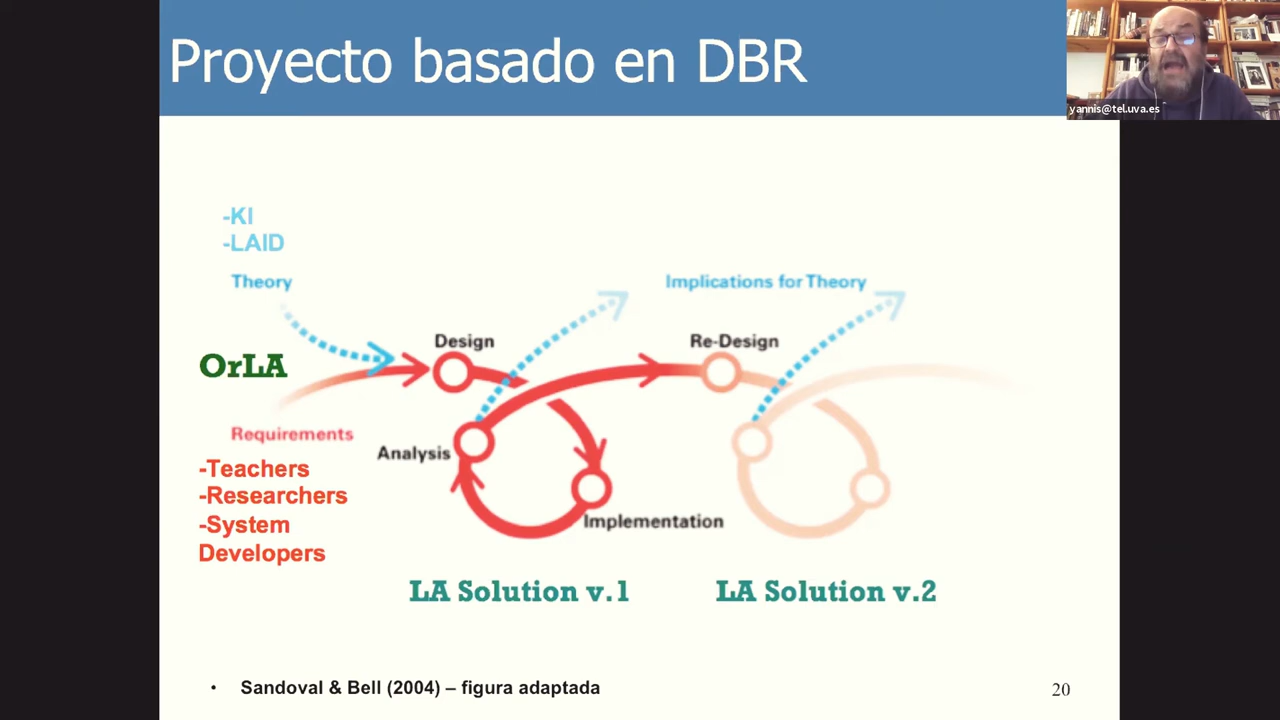 Proyecto basado en DBR
yannis@tel.uva.es
-KI
-LAID
Theory
Implications for Theory
Design
Re-Design
OrLA
Requirements
Analysis
-Teachers
-Researchers
-System
Developers
Implementation
LA Solution v.1
LA Solution v.2
• Sandoval & Bell (2004) – figura adaptada
20